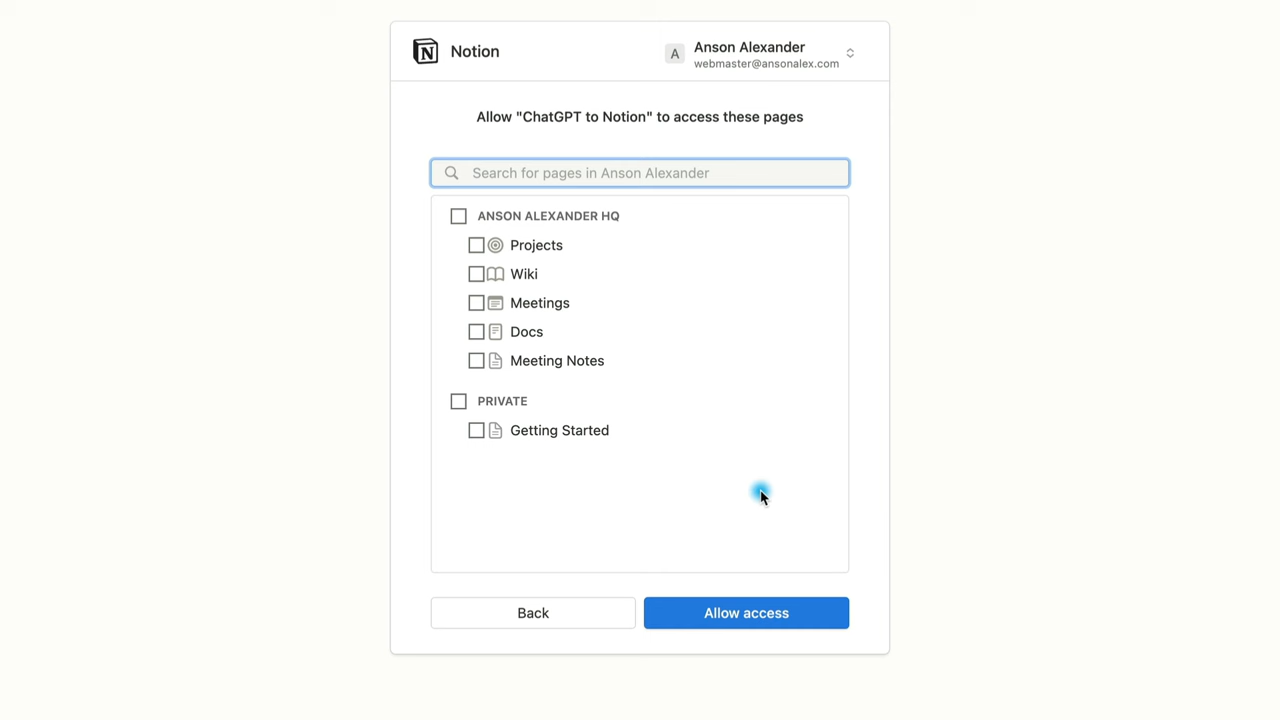 Notion
A
Anson Alexander
webmaster@ansonalex.com
Allow "ChatGPT to Notion" to access these pages
Search for pages in Anson Alexander
ANSON ALEXANDER HQ
Projects
Wiki
Meetings
Docs
Meeting Notes
PRIVATE
Getting Started
Back
Allow access